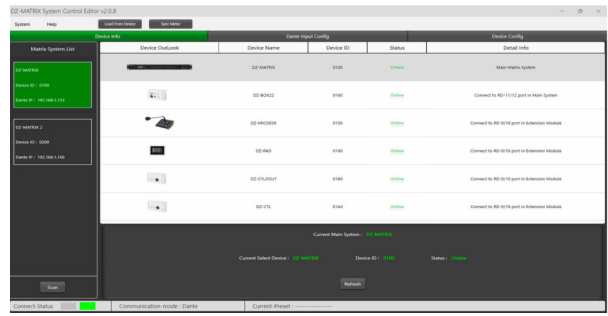 DZ-MATRIX System Control Editor v2.0.8
System Help Load From Device Sync Meter
Device Info Dante Input Config Device Config
Matrix System List
DZ-MATRIX
Device ID : 0100
Dante IP : 192.168.1.153
DZ-MATRIX 2
Device ID : 0200
Dante IP : 192.168.1.166
Scan
Device OutLook Device Name Device ID Status Detail Info
DZ-MATRIX 0100 Online Main Matrix System
DZ-BOX22 0160 Online Connect to RD-11/12 port in Main System
DZ-MICDESK 0130 Online Connect to RD-9/10 port in Extension Module
DZ-PAD 0190 Online Connect to RD-9/10 port in Extension Module
DZ-CTL2OUT 0180 Online Connect to RD-9/10 port in Extension Module
DZ-CTL 0140 Online Connect to RD-9/10 port in Extension Module
Current Main System : DZ-MATRIX
Current Select Device : DZ-MATRIX Device ID : 0100 Status : Online
Refresh
Connect-Status Communication-mode : Dante Current-Preset : --------------